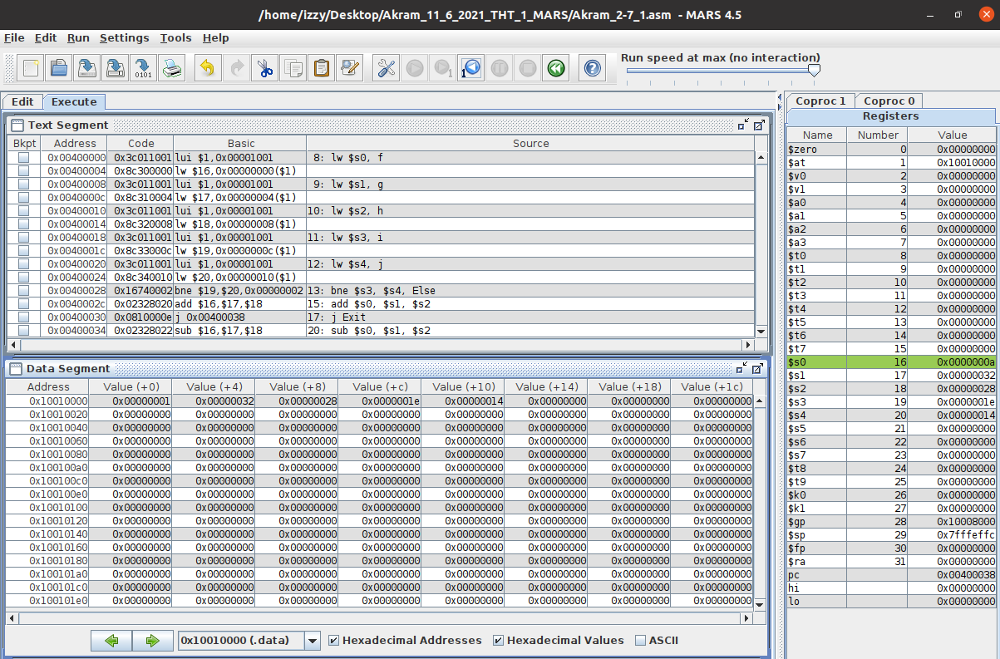 /home/izzy/Desktop/Akram_11_6_2021_THT_1_MARS/Akram_2-7_1.asm - MARS 4.5
File Edit Run Settings Tools Help
Run speed at max (no interaction)
Edit Execute
Text Segment
Bkpt Address Code Basic Source
0x00400000 0x3c011001 lui $1,0x00001001 8: lw $s0, f
0x00400004 0x8c300000 lw $16,0x00000000($1)
0x00400008 0x3c011001 lui $1,0x00001001 9: lw $s1, g
0x0040000c 0x8c310004 lw $17,0x00000004($1)
0x00400010 0x3c011001 lui $1,0x00001001 10: lw $s2, h
0x00400014 0x8c320008 lw $18,0x00000008($1)
0x00400018 0x3c011001 lui $1,0x00001001 11: lw $s3, i
0x0040001c 0x8c33000c lw $19,0x0000000c($1)
0x00400020 0x3c011001 lui $1,0x00001001 12: lw $s4, j
0x00400024 0x8c340010 lw $20,0x00000010($1)
0x00400028 0x16740002 bne $19,$20,0x00000002 13: bne $s3, $s4, Else
0x0040002c 0x02328020 add $16,$17,$18 15: add $s0, $s1, $s2
0x00400030 0x0810000e j 0x00400038 17: j Exit
0x00400034 0x02328022 sub $16,$17,$18 20: sub $s0, $s1, $s2
Data Segment
Address Value (+0) Value (+4) Value (+8) Value (+c) Value (+10) Value (+14) Value (+18) Value (+1c)
0x10010000 0x00000001 0x00000032 0x00000028 0x0000001e 0x00000014 0x00000000 0x00000000 0x00000000
0x10010020 0x00000000 0x00000000 0x00000000 0x00000000 0x00000000 0x00000000 0x00000000 0x00000000
0x10010040 0x00000000 0x00000000 0x00000000 0x00000000 0x00000000 0x00000000 0x00000000 0x00000000
0x10010060 0x00000000 0x00000000 0x00000000 0x00000000 0x00000000 0x00000000 0x00000000 0x00000000
0x10010080 0x00000000 0x00000000 0x00000000 0x00000000 0x00000000 0x00000000 0x00000000 0x00000000
0x100100a0 0x00000000 0x00000000 0x00000000 0x00000000 0x00000000 0x00000000 0x00000000 0x00000000
0x100100c0 0x00000000 0x00000000 0x00000000 0x00000000 0x00000000 0x00000000 0x00000000 0x00000000
0x100100e0 0x00000000 0x00000000 0x00000000 0x00000000 0x00000000 0x00000000 0x00000000 0x00000000
0x10010100 0x00000000 0x00000000 0x00000000 0x00000000 0x00000000 0x00000000 0x00000000 0x00000000
0x10010120 0x00000000 0x00000000 0x00000000 0x00000000 0x00000000 0x00000000 0x00000000 0x00000000
0x10010140 0x00000000 0x00000000 0x00000000 0x00000000 0x00000000 0x00000000 0x00000000 0x00000000
0x10010160 0x00000000 0x00000000 0x00000000 0x00000000 0x00000000 0x00000000 0x00000000 0x00000000
0x10010180 0x00000000 0x00000000 0x00000000 0x00000000 0x00000000 0x00000000 0x00000000 0x00000000
0x100101a0 0x00000000 0x00000000 0x00000000 0x00000000 0x00000000 0x00000000 0x00000000 0x00000000
0x100101c0 0x00000000 0x00000000 0x00000000 0x00000000 0x00000000 0x00000000 0x00000000 0x00000000
0x100101e0 0x00000000 0x00000000 0x00000000 0x00000000 0x00000000 0x00000000 0x00000000 0x00000000
0x10010000 (.data) Hexadecimal Addresses Hexadecimal Values ASCII
Coproc 1 Coproc 0
Registers
Name Number Value
$zero 0 0x00000000
$at 1 0x10010000
$v0 2 0x00000000
$v1 3 0x00000000
$a0 4 0x00000000
$a1 5 0x00000000
$a2 6 0x00000000
$a3 7 0x00000000
$t0 8 0x00000000
$t1 9 0x00000000
$t2 10 0x00000000
$t3 11 0x00000000
$t4 12 0x00000000
$t5 13 0x00000000
$t6 14 0x00000000
$t7 15 0x00000000
$s0 16 0x0000000a
$s1 17 0x00000032
$s2 18 0x00000028
$s3 19 0x0000001e
$s4 20 0x00000014
$s5 21 0x00000000
$s6 22 0x00000000
$s7 23 0x00000000
$t8 24 0x00000000
$t9 25 0x00000000
$k0 26 0x00000000
$k1 27 0x00000000
$gp 28 0x10008000
$sp 29 0x7fffeffc
$fp 30 0x00000000
$ra 31 0x00000000
pc 0x00400038
hi 0x00000000
lo 0x00000000